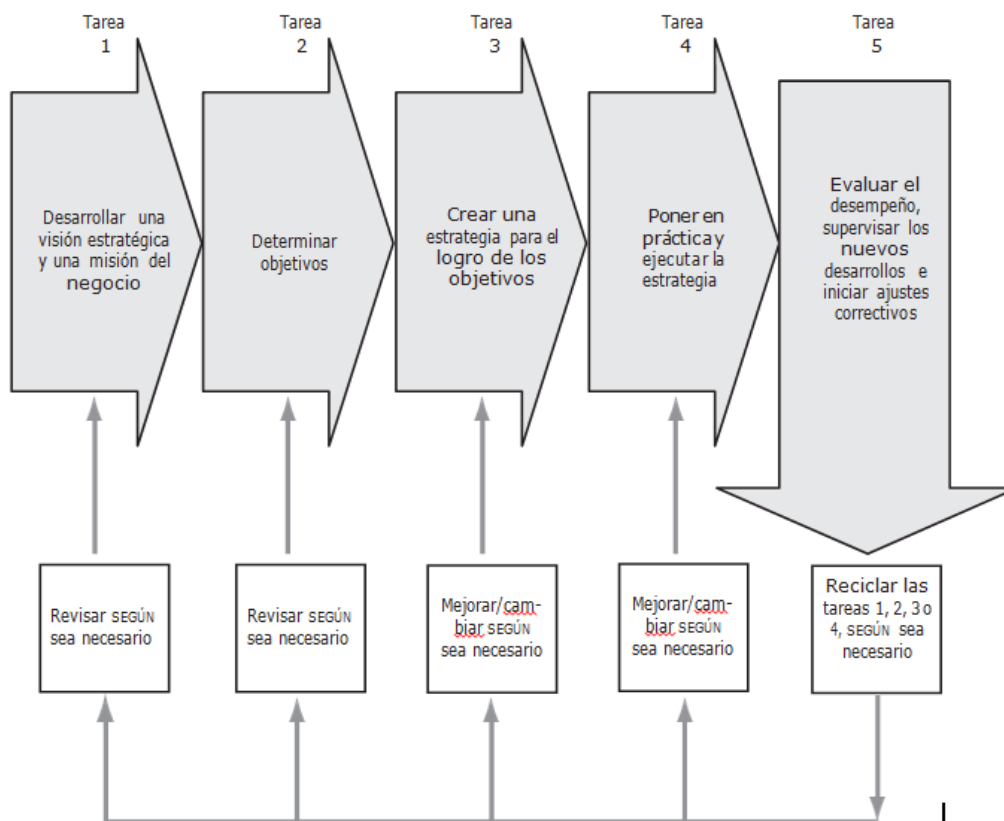 Tarea
1
Tarea
2
Tarea
3
Tarea
4
Tarea
5
Desarrollar una
visión estratégica
y una misión del
negocio
Determinar
objetivos
Crear una
estrategia para el
logro de los
objetivos
Poner en
práctica y
ejecutar la
estrategia
Evaluar el
desempeño,
supervisar los
nuevos
desarrollos e
iniciar ajustes
correctivos
Revisar SEGÚN
sea necesario
Revisar SEGÚN
sea necesario
Mejorar/cam-
biar SEGÚN
sea necesario
Mejorar/cam-
biar SEGÚN
sea necesario
Reciclar las
tareas 1, 2, 3 o
4, SEGÚN sea
necesario